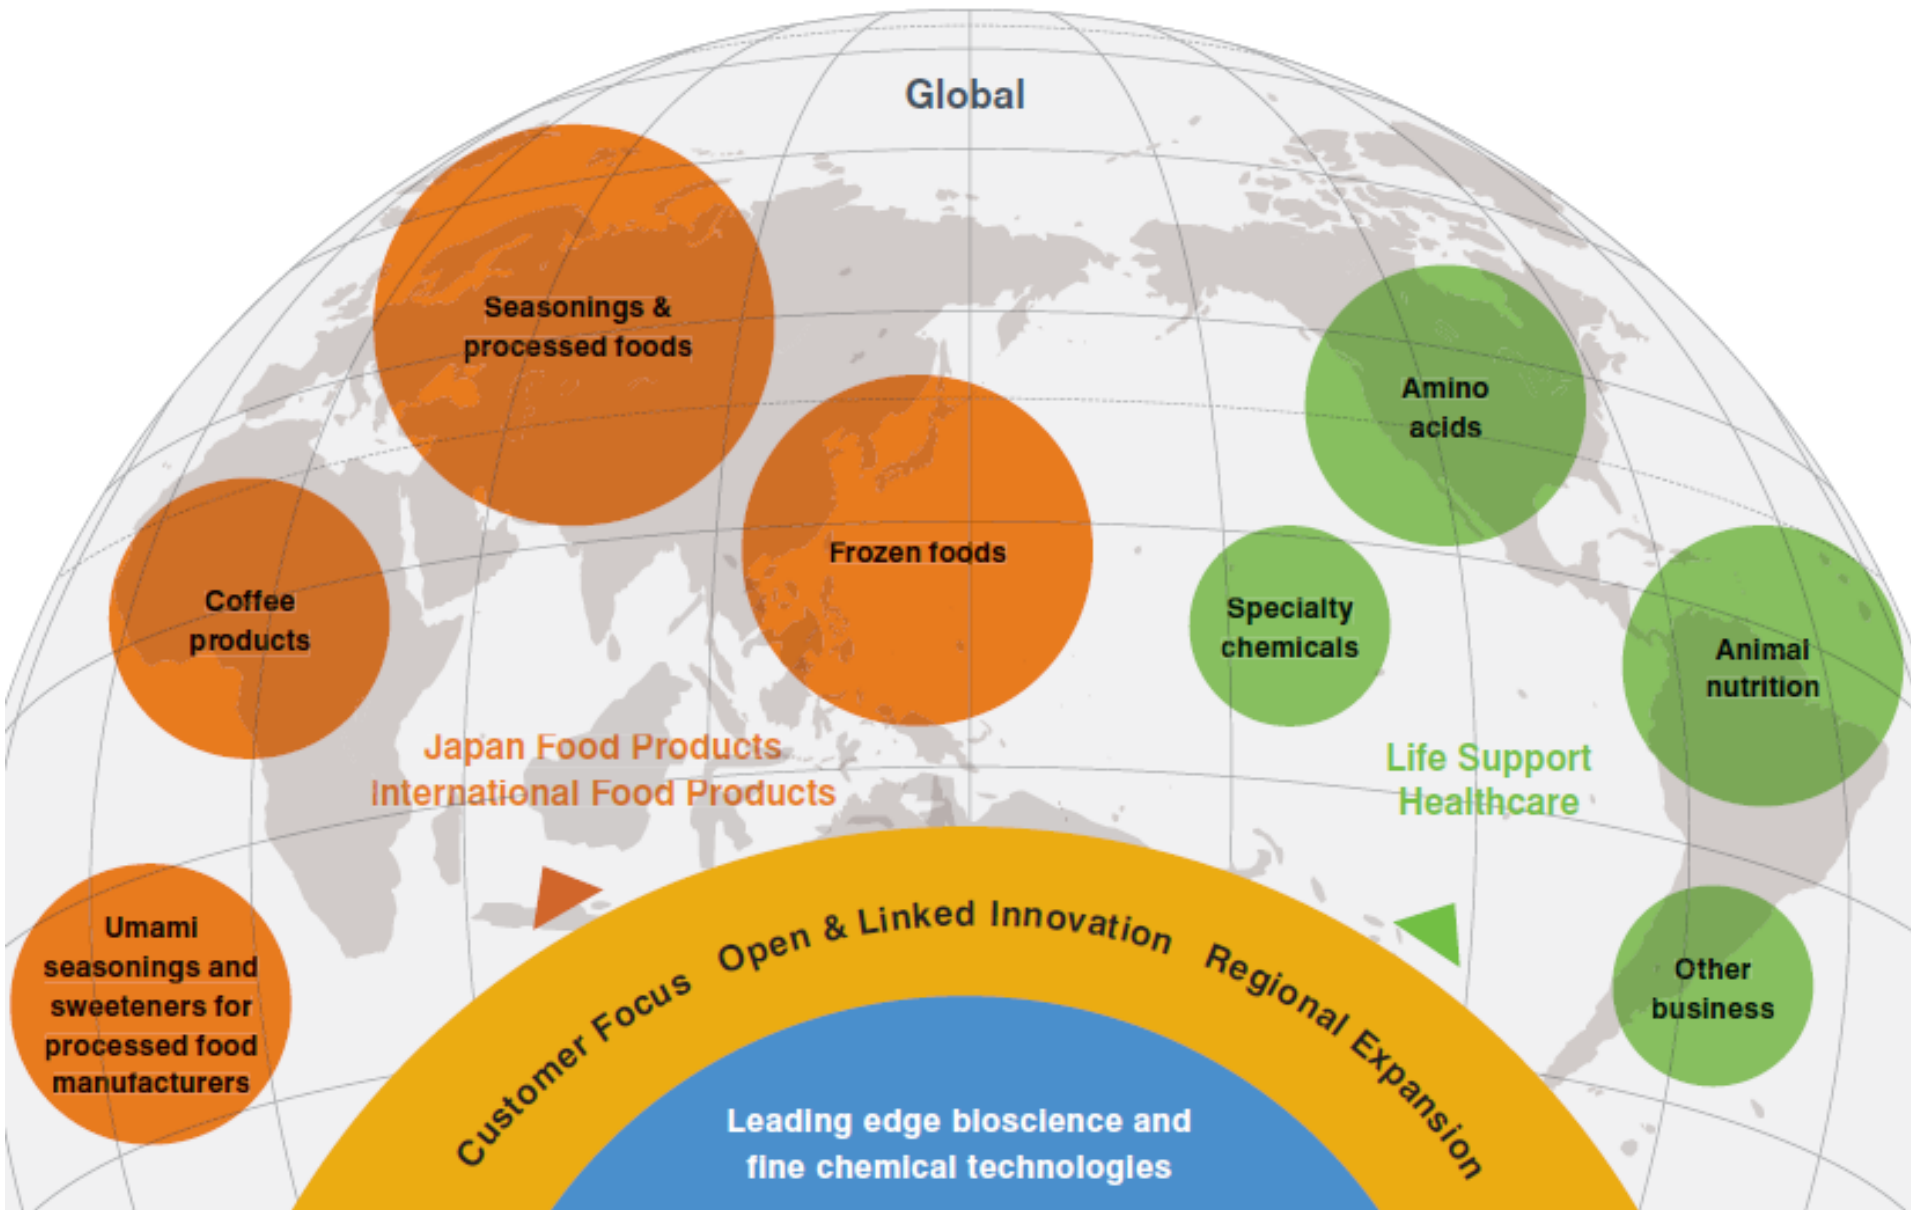 Global
Seasonings &
processed foods
Frozen foods
Coffee
products
Umami
seasonings and
sweeteners for
processed food
manufacturers
Japan Food Products
International Food Products
Amino
acids
Specialty
chemicals
Animal
nutrition
Other
business
Life Support
Healthcare
Customer Focus Open & Linked Innovation Regional Expansion
Leading edge bioscience and
fine chemical technologies